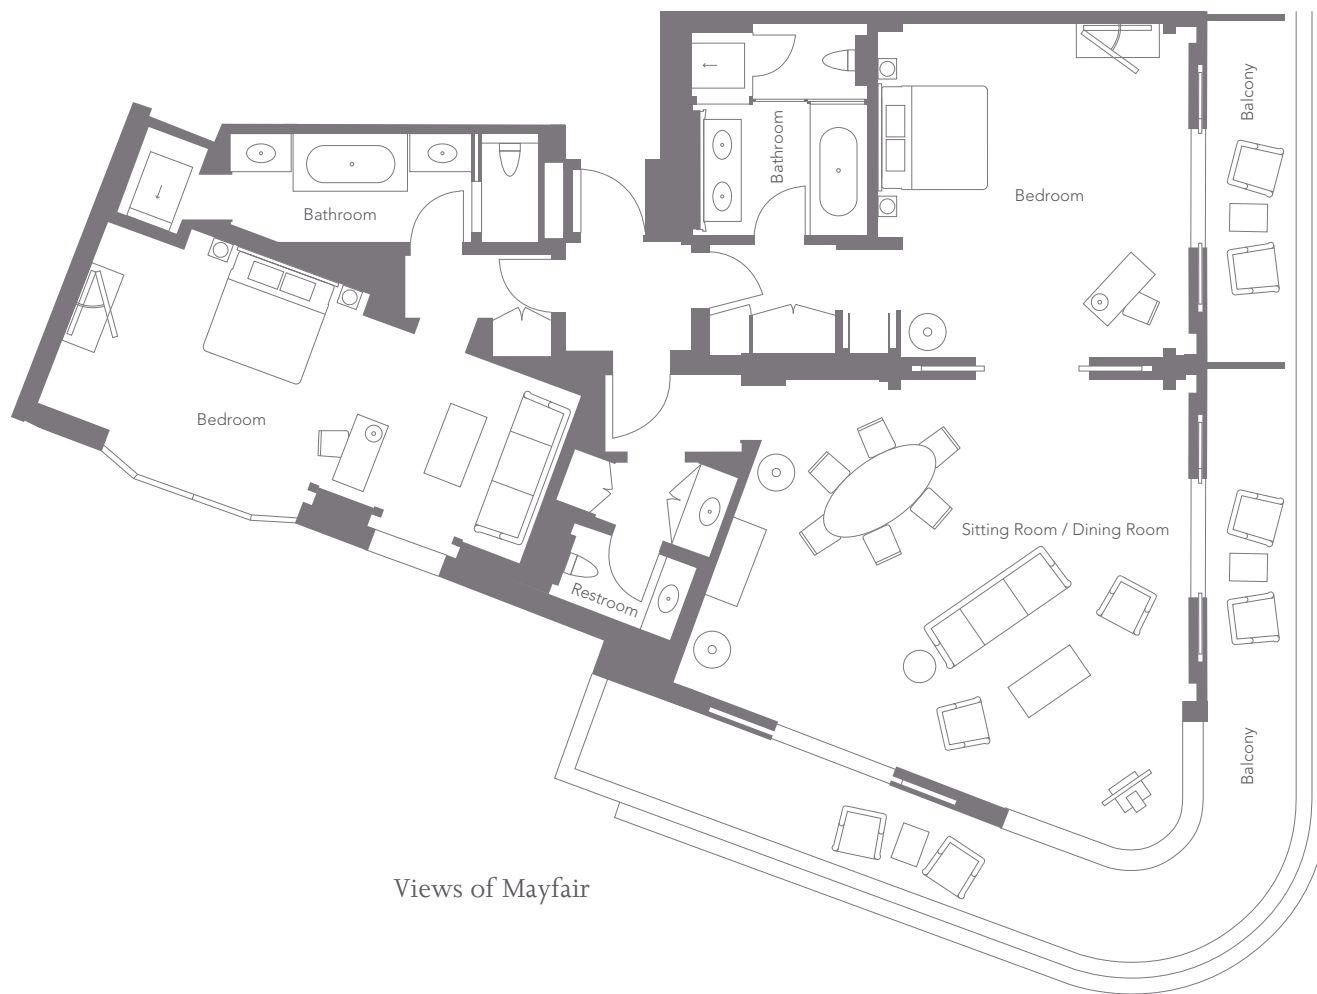 Balcony
Bathroom
Bedroom
Bathroom
Bedroom
Sitting Room / Dining Room
Restroom
Balcony
Views of Mayfair